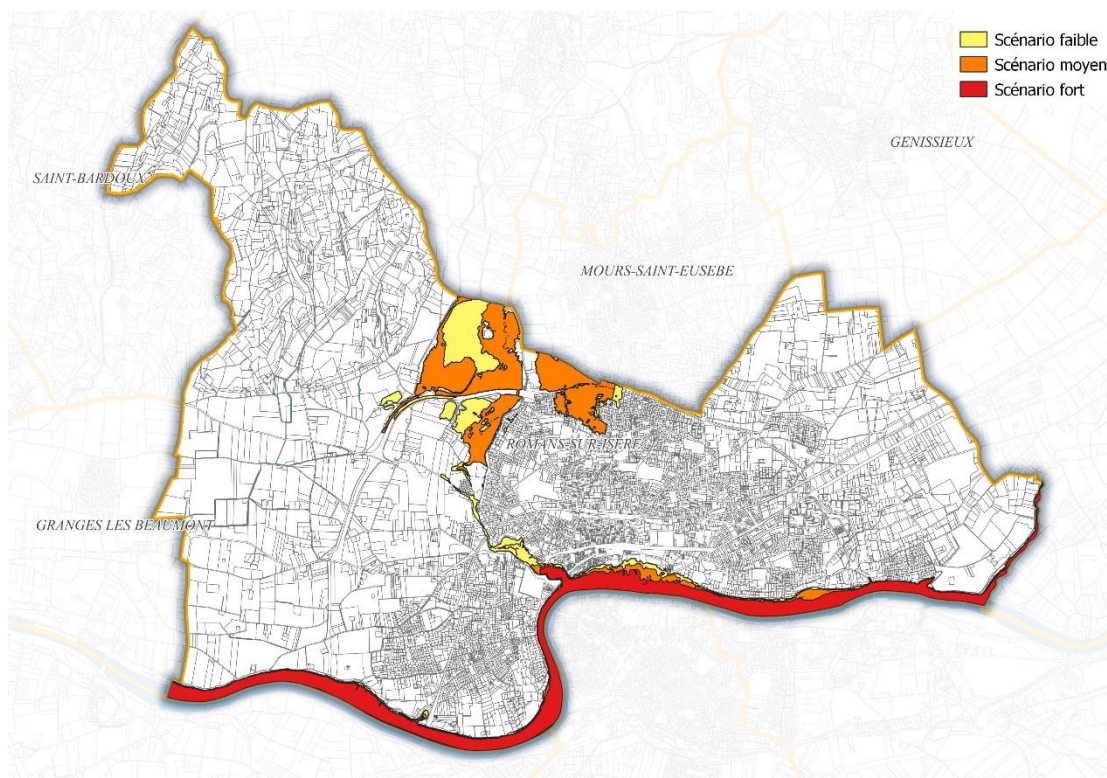 Scénario faible
Scénario moyen
Scénario fort
GENISSIEUX
SAINT-BARDOUX
MOURS-SAINT-EUSEBE
ROMANS-SUR-ISERE
GRANGES LES BEAUMONT